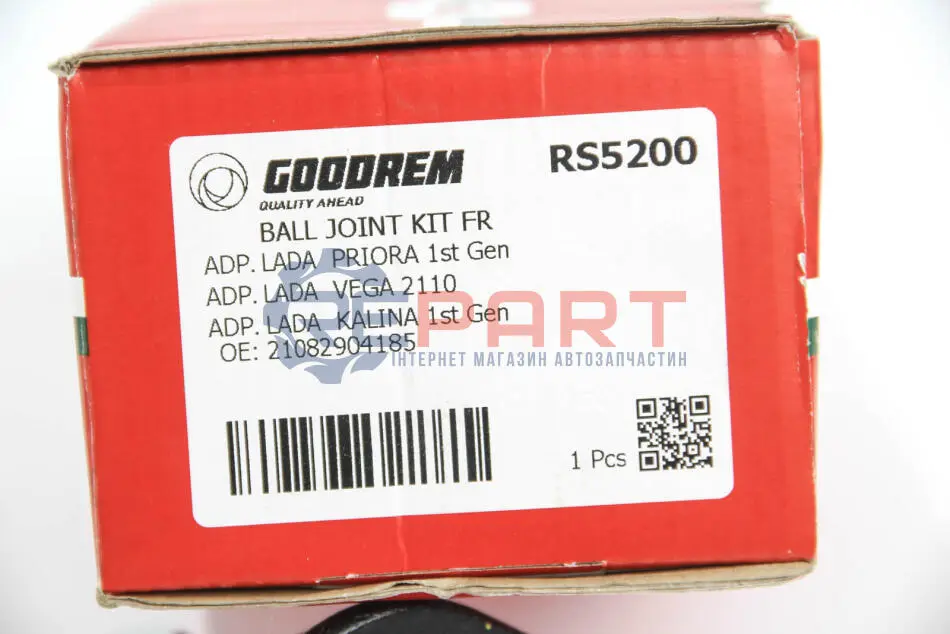 GOODREM
QUALITY AHEAD
RS5200
BALL JOINT KIT FR
ADP. LADA PRIORA 1st Gen
ADP. LADA VEGA 2110
ADP. LADA KALINA 1st Gen
OE: 21082904185
1 Pcs
REPART
ІНТЕРНЕТ МАГАЗИН АВТОЗАПЧАСТИН